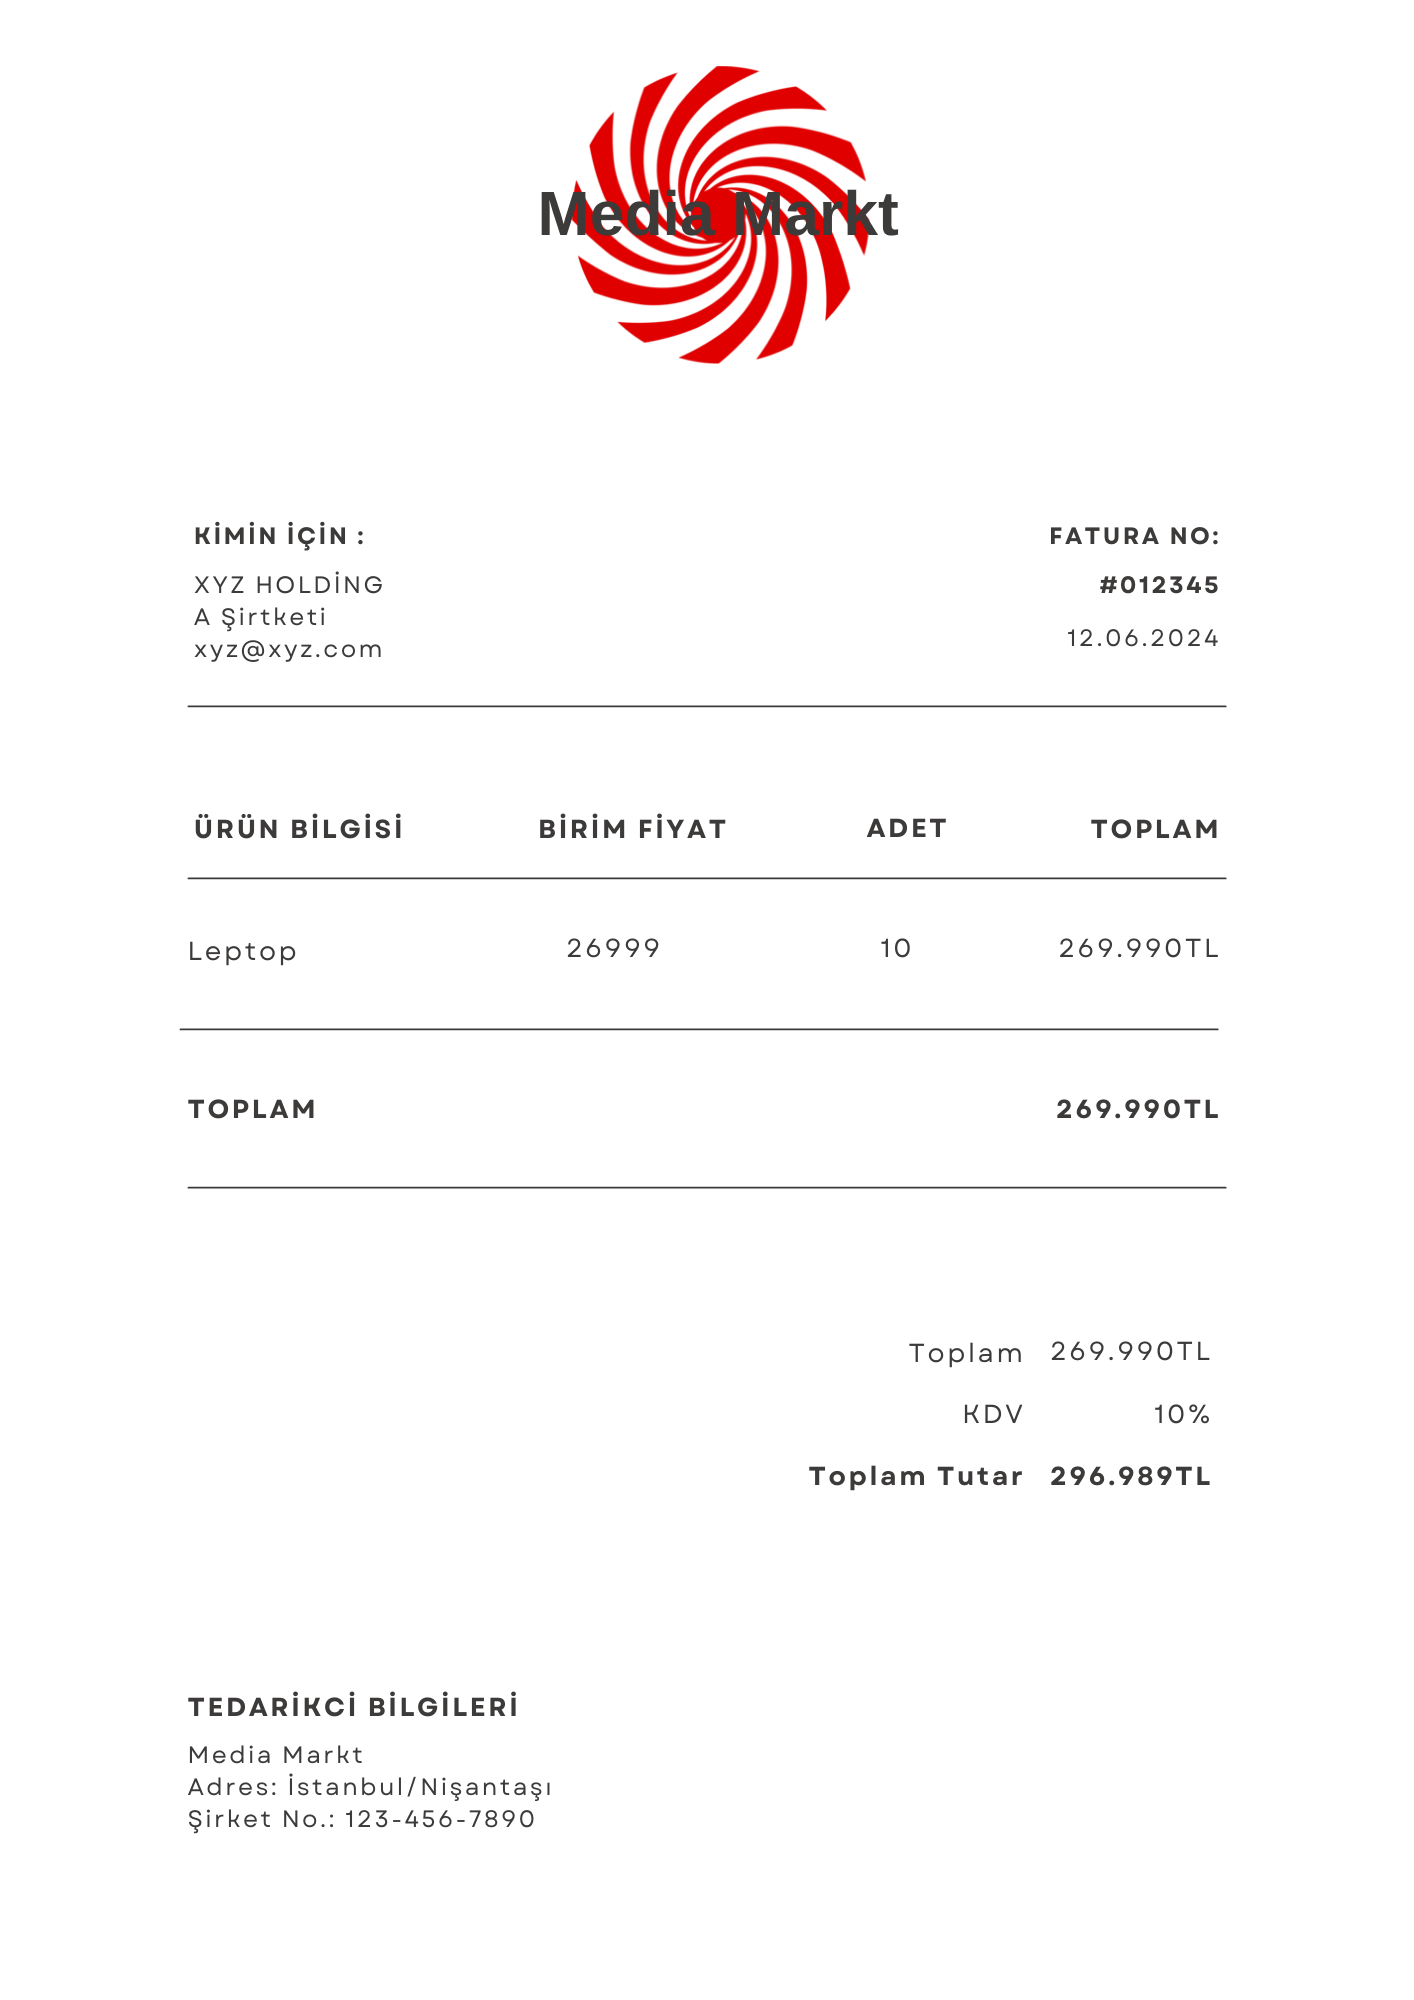 Media Markt
KİMİN İÇİN :
FATURA NO:
XYZ HOLDİNG
#012345
A Şirtketi
12.06.2024
xyz@xyz.com
ÜRÜN BİLGİSİ BİRİM FİYAT ADET TOPLAM
Leptop 26999 10 269.990TL
TOPLAM 269.990TL
Toplam 269.990TL
KDV 10%
Toplam Tutar 296.989TL
TEDARİKCİ BİLGİLERİ
Media Markt
Adres: İstanbul/Nişantaşı
Şirket No.: 123-456-7890